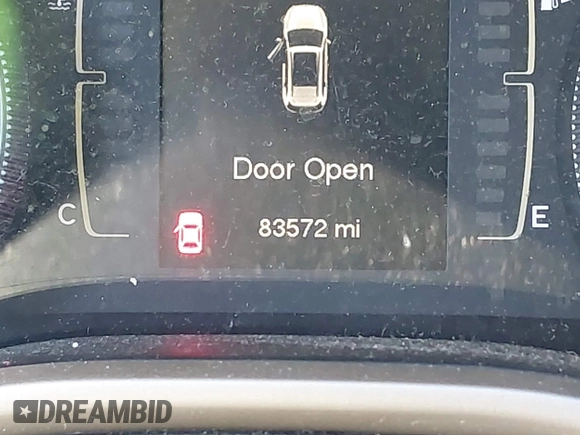 Door Open
C
83572 mi
E
DREAMBID